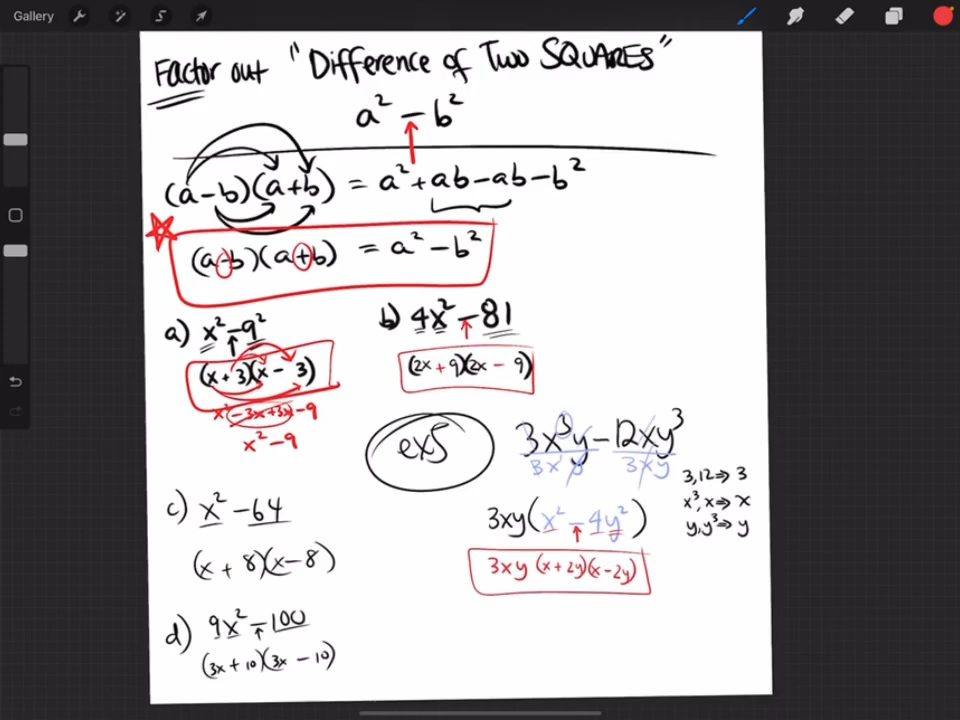 Gallery
Factor out "Difference of Two SQUARES"
a² - b²
(a-b)(a+b) = a² + ab - ab - b²
(a-b)(a+b) = a² - b²
a) x² - 9²
(x + 3)(x - 3)
x² - 3x + 3x - 9
x² - 9
b) 4x² - 81
(2x + 9)(2x - 9)
c) x² - 64
(x + 8)(x - 8)
d) 9x² - 100
(3x + 10)(3x - 10)
ex5
3x³y - 12xy³
3x y 3xy
3,12 ⇒ 3
x³, x ⇒ x
y, y³ ⇒ y
3xy(x² - 4y²)
3xy (x + 2y)(x - 2y)